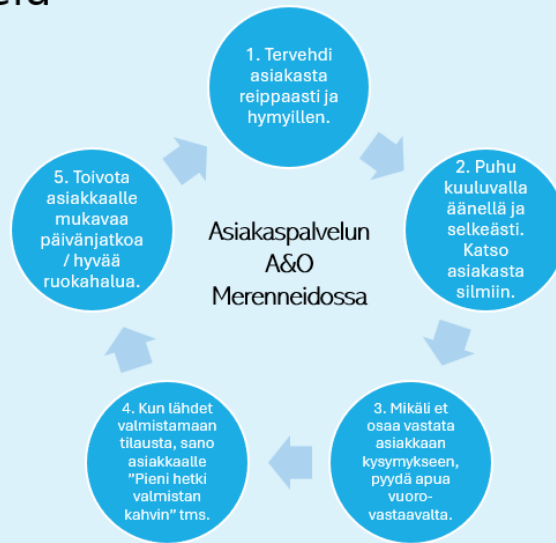 1. Tervehdi
asiakasta
reippaasti ja
hymyillen.
2. Puhu
kuuluvalla
äänellä ja
selkeästi.
Katso
asiakasta
silmiin.
3. Mikäli et
osaa vastata
asiakkaan
kysymykseen,
pyydä apua
vuoro-
vastaavalta.
4. Kun lähdet
valmistamaan
tilausta, sano
asiakkaalle
”Pieni hetki
valmistan
kahvin” tms.
5. Toivota
asiakkaalle
mukavaa
päivänjatkoa
/ hyvää
ruokahalua.
Asiakaspalvelun
A&O
Merenneidossa